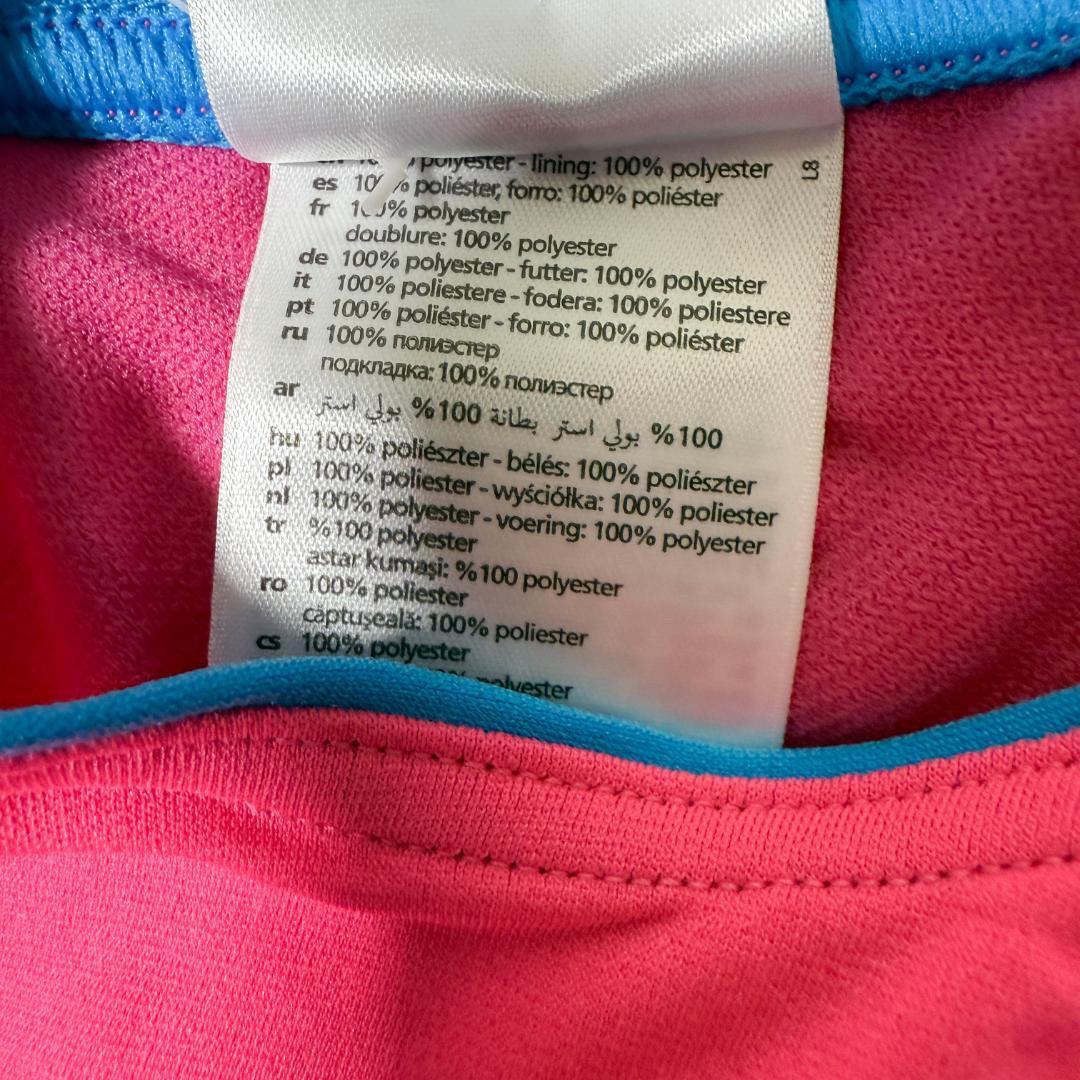 polyester - lining: 100% polyester
L8
es 100% poliéster, forro: 100% poliéster
fr 100% polyester
doublure: 100% polyester
de 100% polyester - futter: 100% polyester
it 100% poliestere - fodera: 100% poliestere
pt 100% poliéster - forro: 100% poliéster
ru 100% полиэстер
подкладка: 100% полиэстер
ar 100% بولي استر بطانة 100% بولي استر
hu 100% poliészter - bélés: 100% poliészter
pl 100% poliester - wyściółka: 100% poliester
nl 100% polyester - voering: 100% polyester
tr %100 polyester
astar kumaşi: %100 polyester
ro 100% poliester
căptuşeală: 100% poliester
cs 100% polyester
polyester